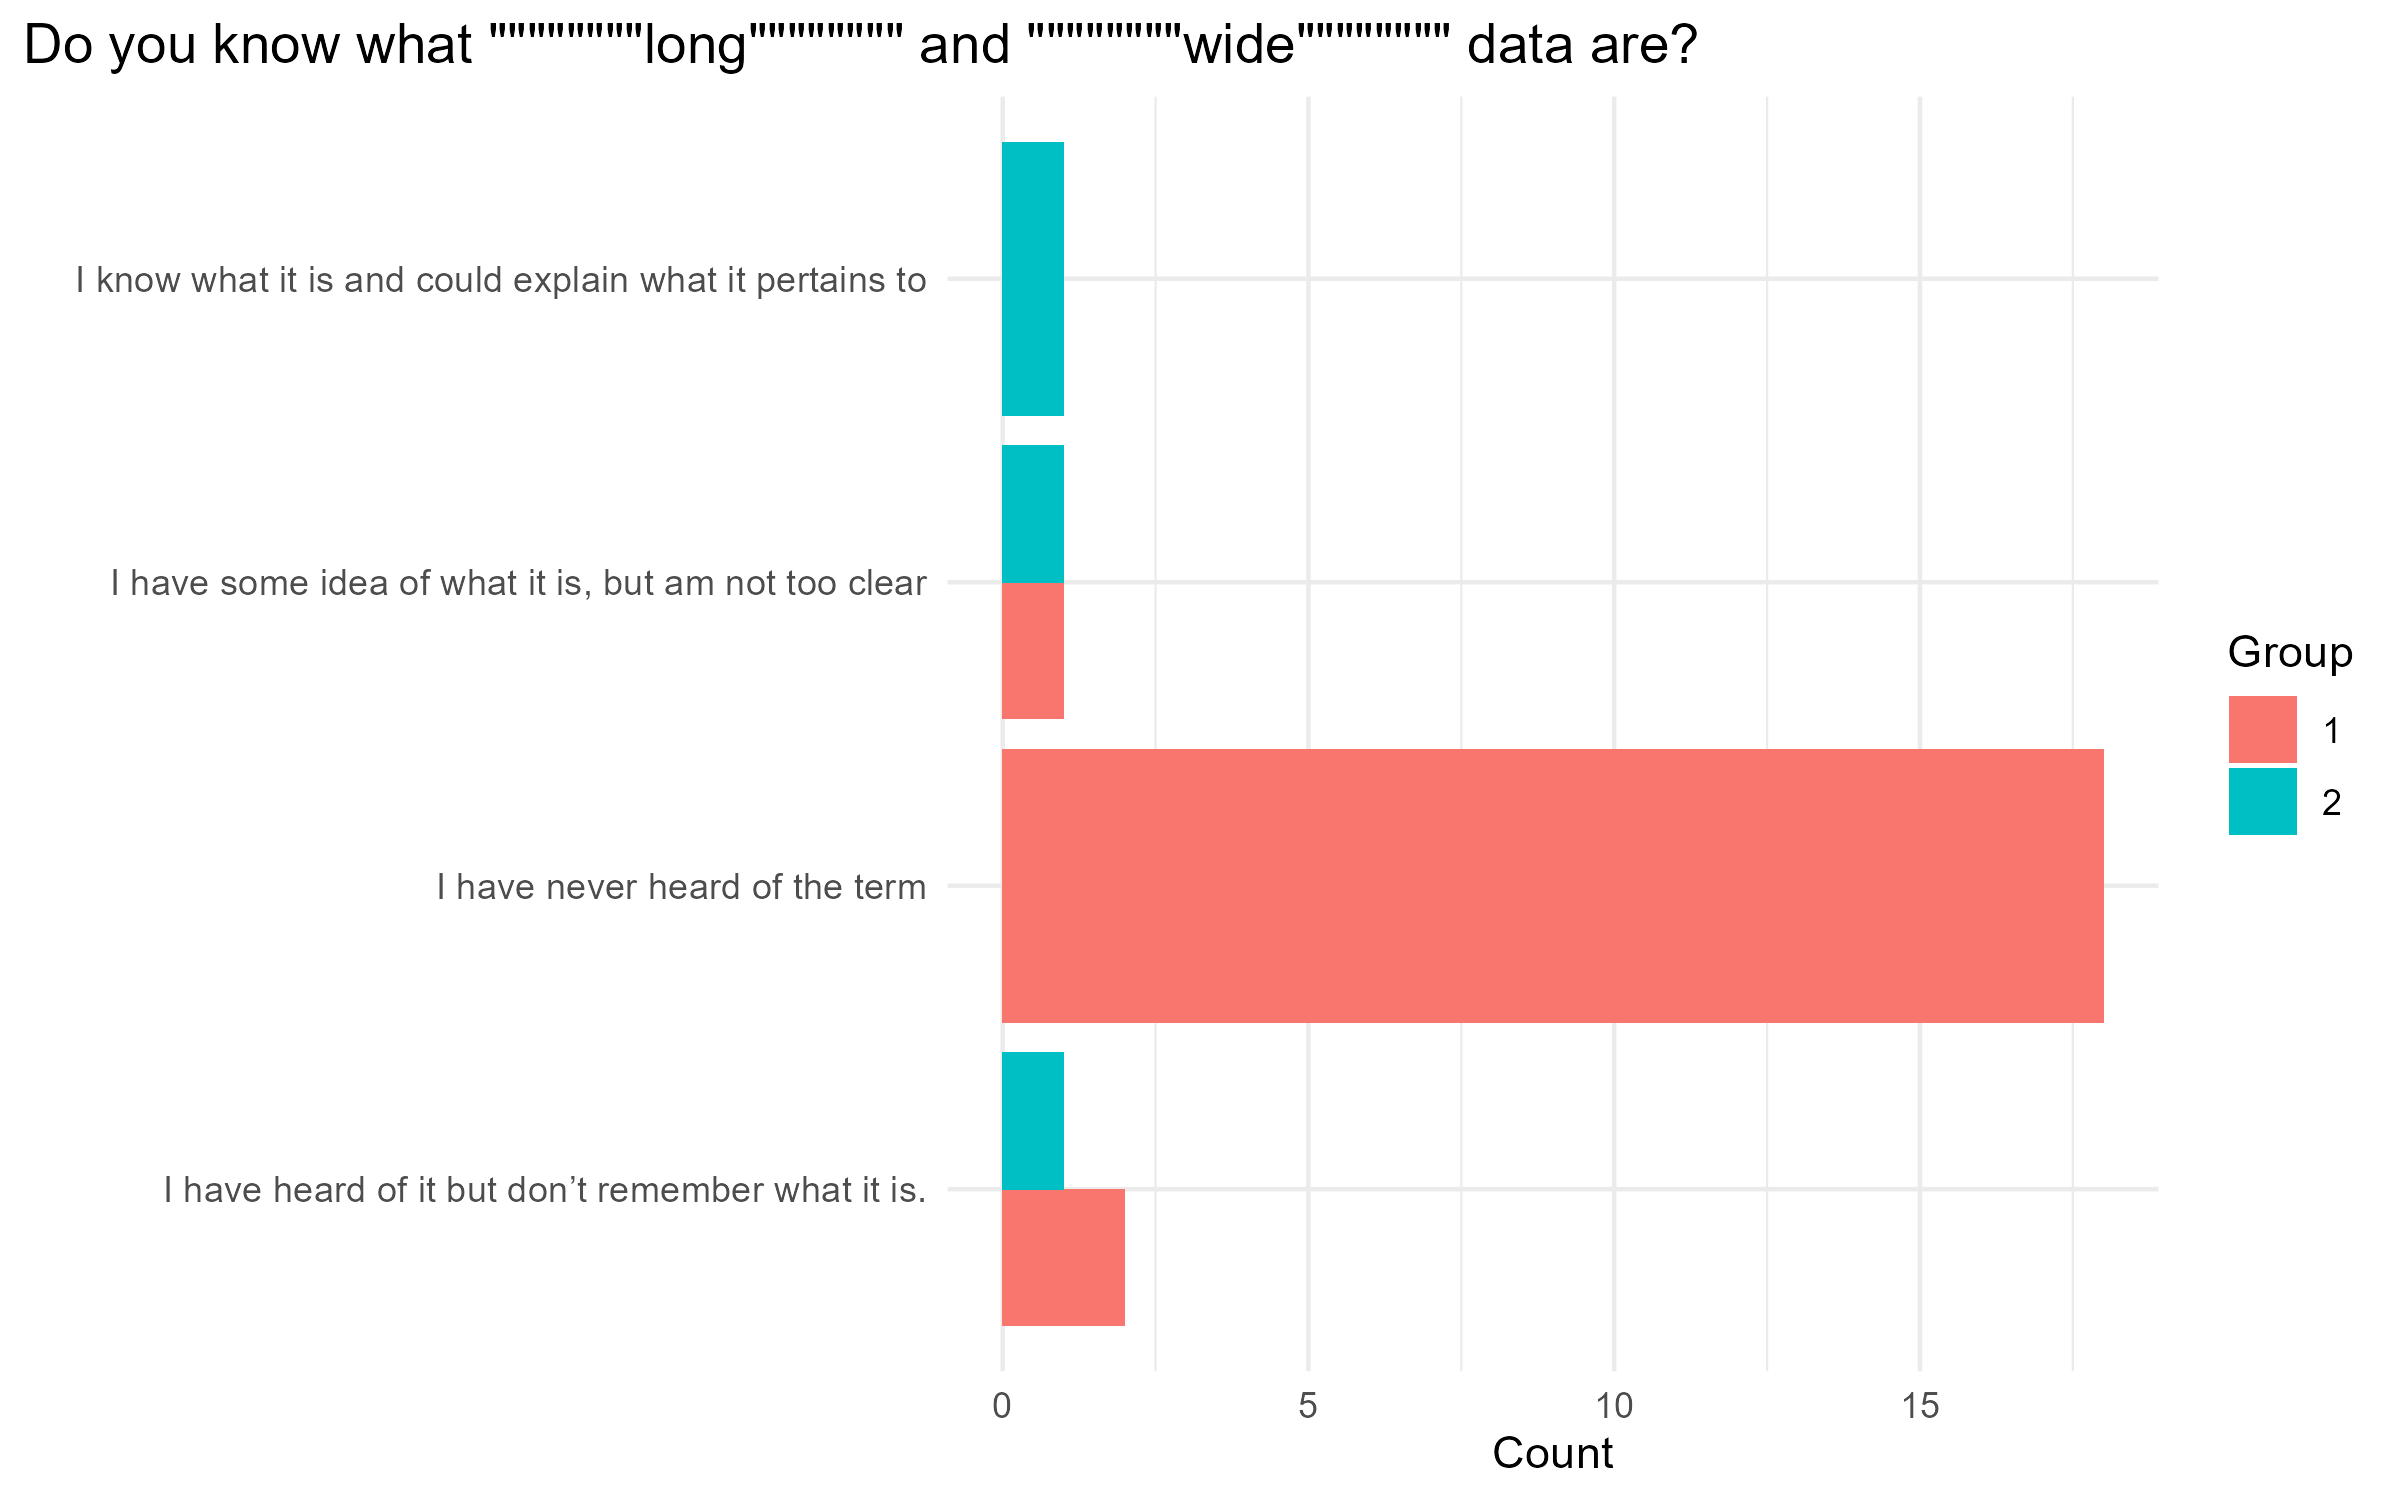 Do you know what """"""""long"""""""" and """"""""wide"""""""" data are?
I know what it is and could explain what it pertains to
I have some idea of what it is, but am not too clear
I have never heard of the term
I have heard of it but don’t remember what it is.
0 5 10 15
Count
Group
1
2